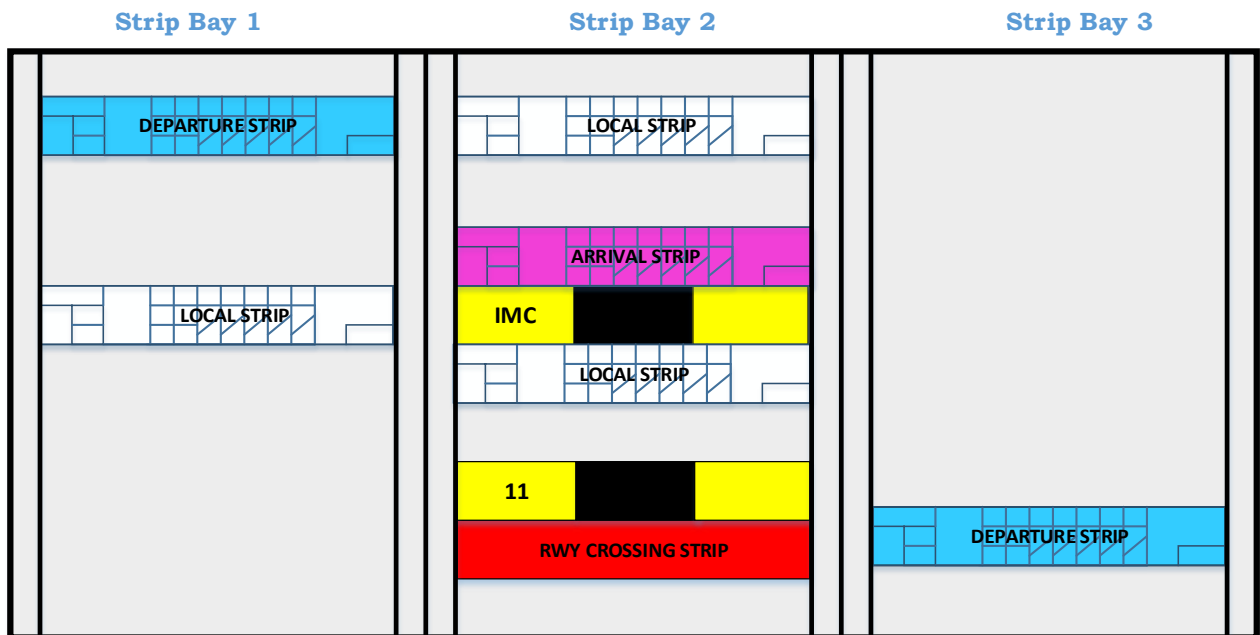 Strip Bay 1
Strip Bay 2
Strip Bay 3
DEPARTURE STRIP
LOCAL STRIP
ARRIVAL STRIP
LOCAL STRIP
IMC
LOCAL STRIP
11
DEPARTURE STRIP
RWY CROSSING STRIP